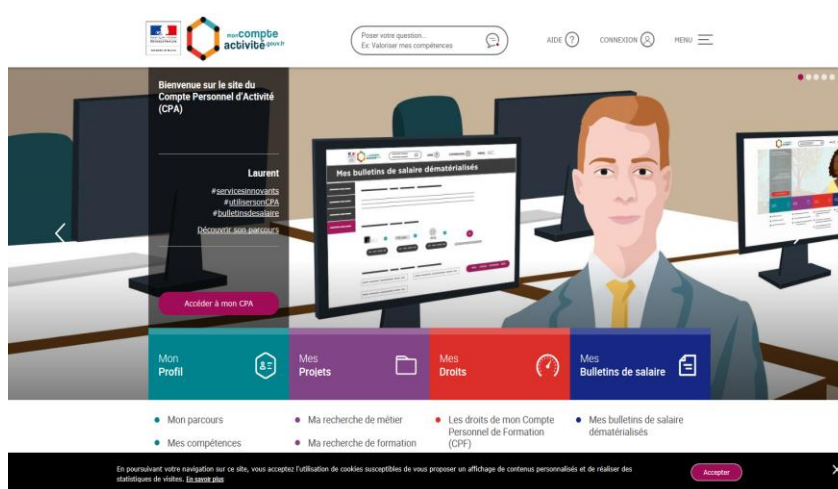 moncompte
activité.gouv.fr
Poser votre question...
Ex: Valoriser mes compétences
AIDE ?
CONNEXION
MENU
Bienvenue sur le site du
Compte Personnel d'Activité
(CPA)
Laurent
#servicesinnovants
#utilisersonCPA
#bulletinsdesalaire
Découvrir son parcours
Accéder à mon CPA
Mes bulletins de salaire dématérialisés
Mon
Profil
Mes
Projets
Mes
Droits
Mes
Bulletins de salaire
Mon parcours
Mes compétences
Ma recherche de métier
Ma recherche de formation
Les droits de mon Compte
Personnel de Formation
(CPF)
Mes bulletins de salaire
dématérialisés
En poursuivant votre navigation sur ce site, vous acceptez l'utilisation de cookies susceptibles de vous proposer un affichage de contenus personnalisés et de réaliser des
statistiques de visites. En savoir plus
Accepter